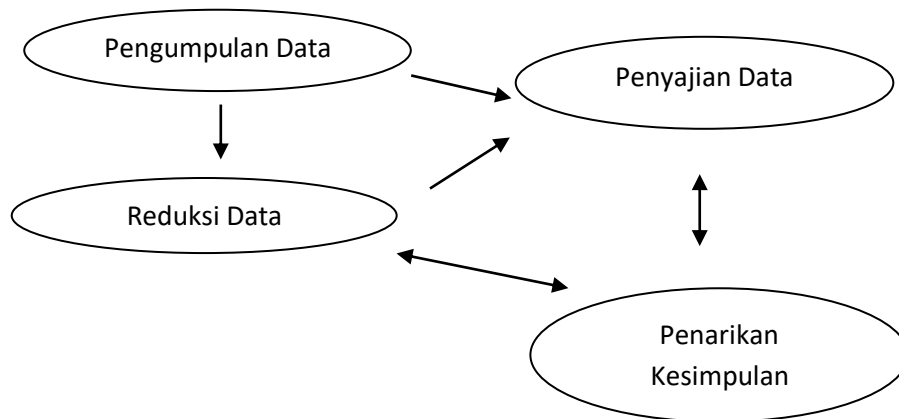 Pengumpulan Data
Penyajian Data
Reduksi Data
Penarikan
Kesimpulan